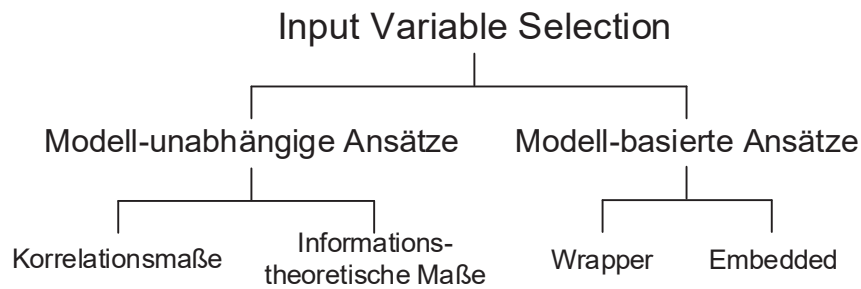 Input Variable Selection
Modell-unabhängige Ansätze
Modell-basierte Ansätze
Korrelationsmaße
Informations-
theoretische Maße
Wrapper
Embedded